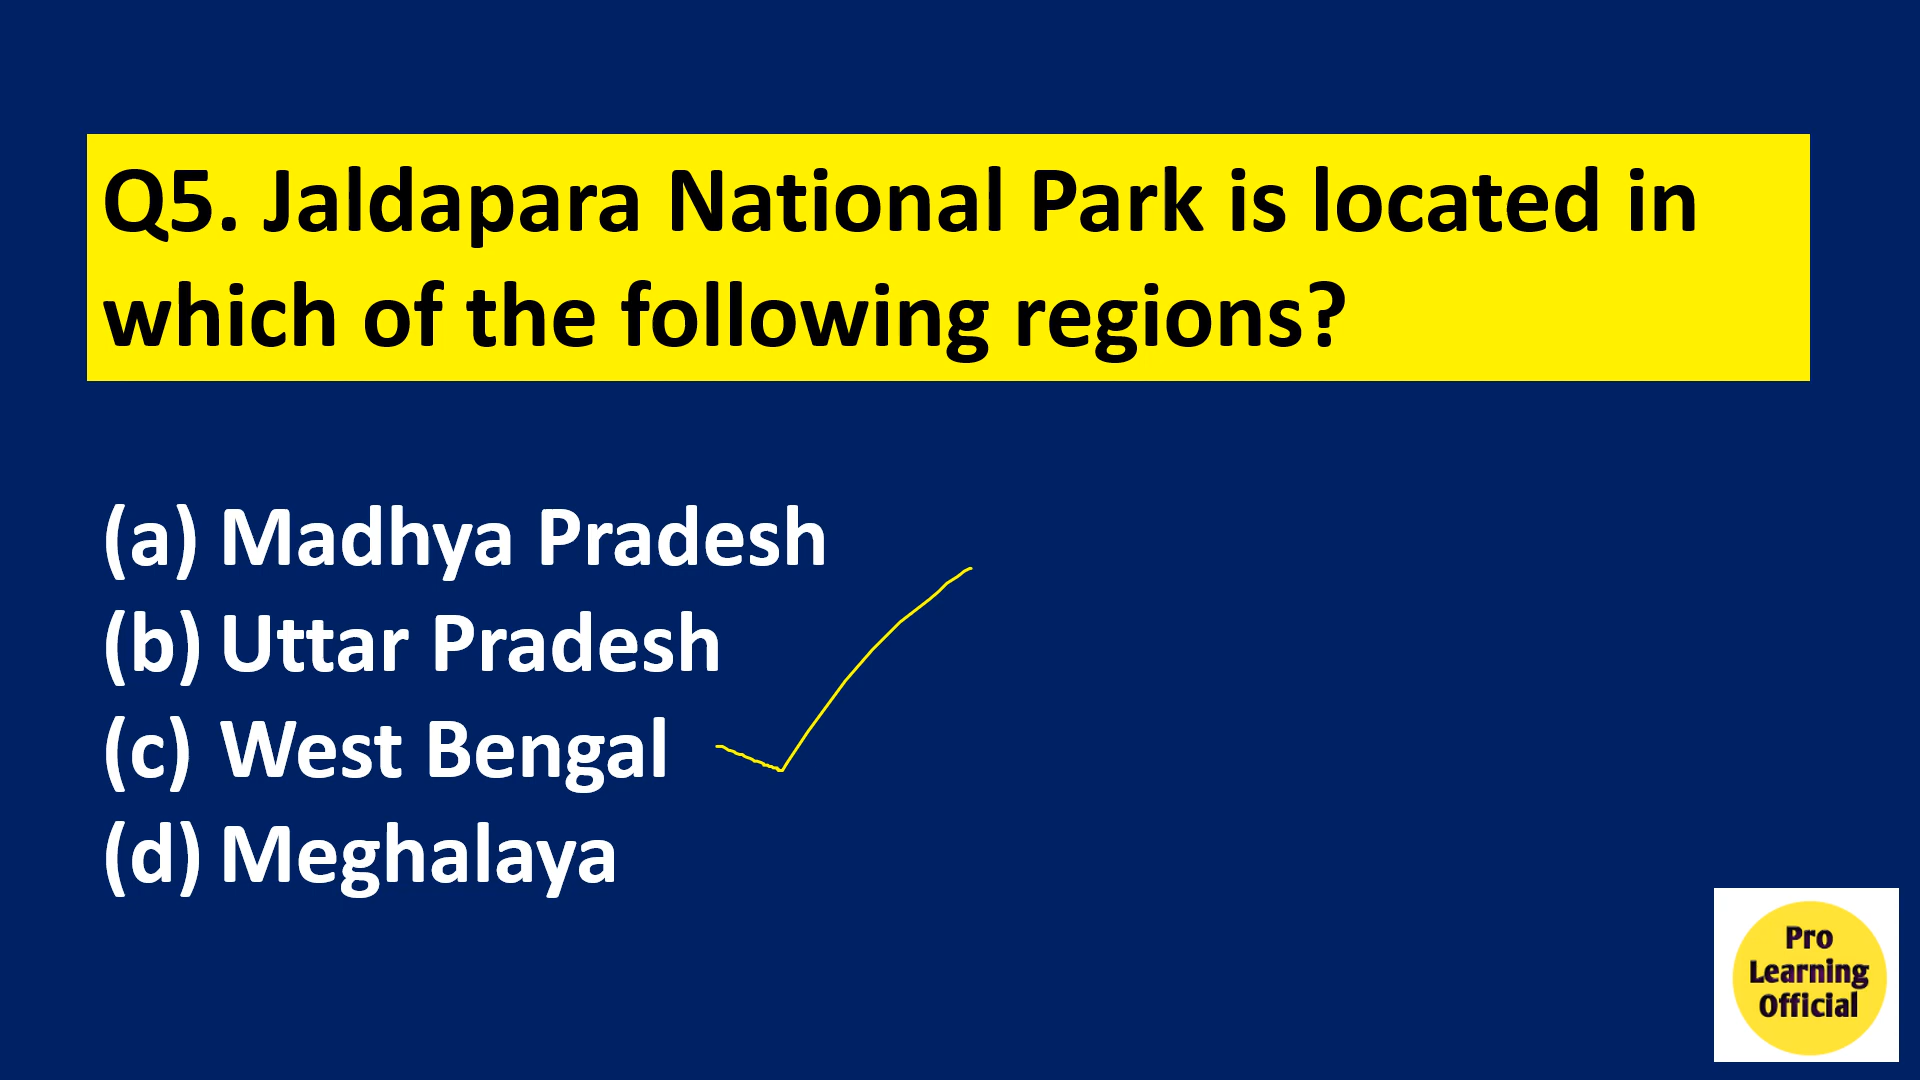 Q5. Jaldapara National Park is located in
which of the following regions?
(a) Madhya Pradesh
(b) Uttar Pradesh
(c) West Bengal
(d) Meghalaya
Pro
Learning
Official